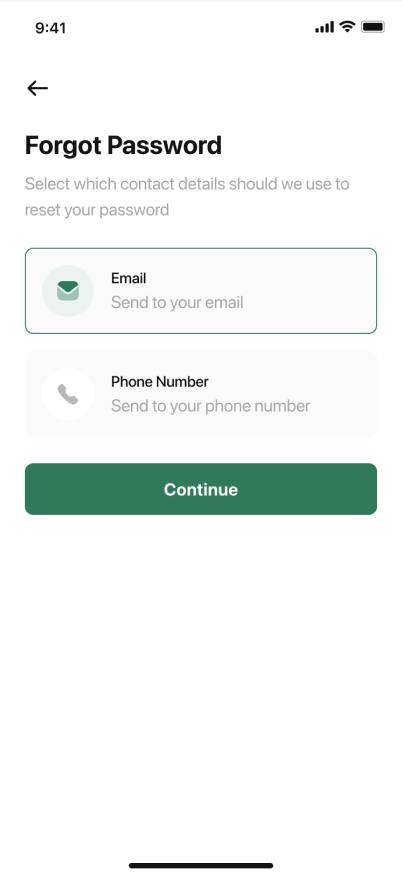 9:41
Forgot Password
Select which contact details should we use to
reset your password
Email
Send to your email
Phone Number
Send to your phone number
Continue